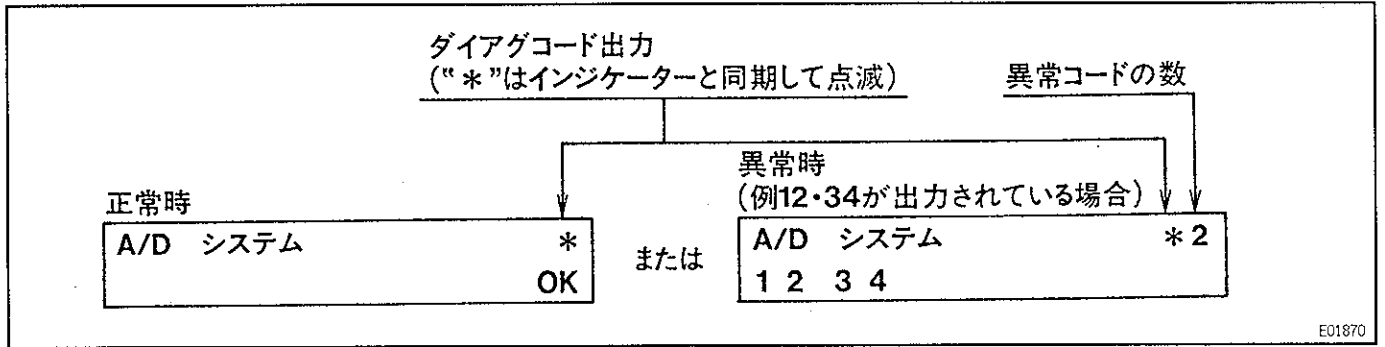 ダイアグコード出力
(“＊”はインジケーターと同期して点滅)
異常コードの数
正常時
A/D システム ＊
OK
または
異常時
(例12・34が出力されている場合)
A/D システム ＊2
1 2 3 4
E01870